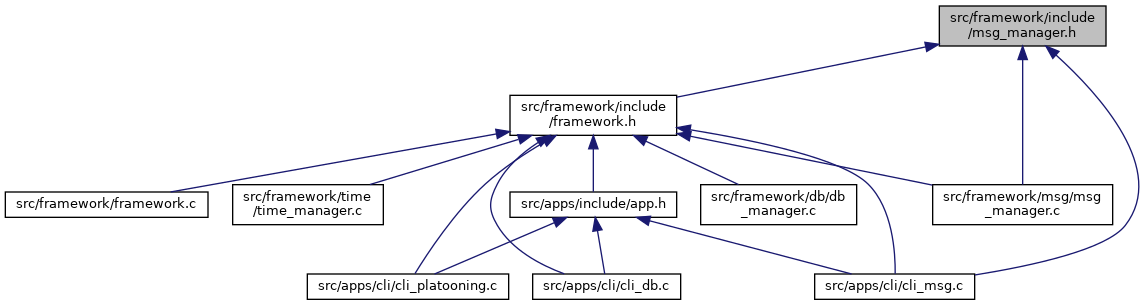 src/framework/include
/msg_manager.h
src/framework/include
/framework.h
src/framework/framework.c
src/framework/time
/time_manager.c
src/apps/include/app.h
src/framework/db/db
_manager.c
src/framework/msg/msg
_manager.c
src/apps/cli/cli_platooning.c
src/apps/cli/cli_db.c
src/apps/cli/cli_msg.c